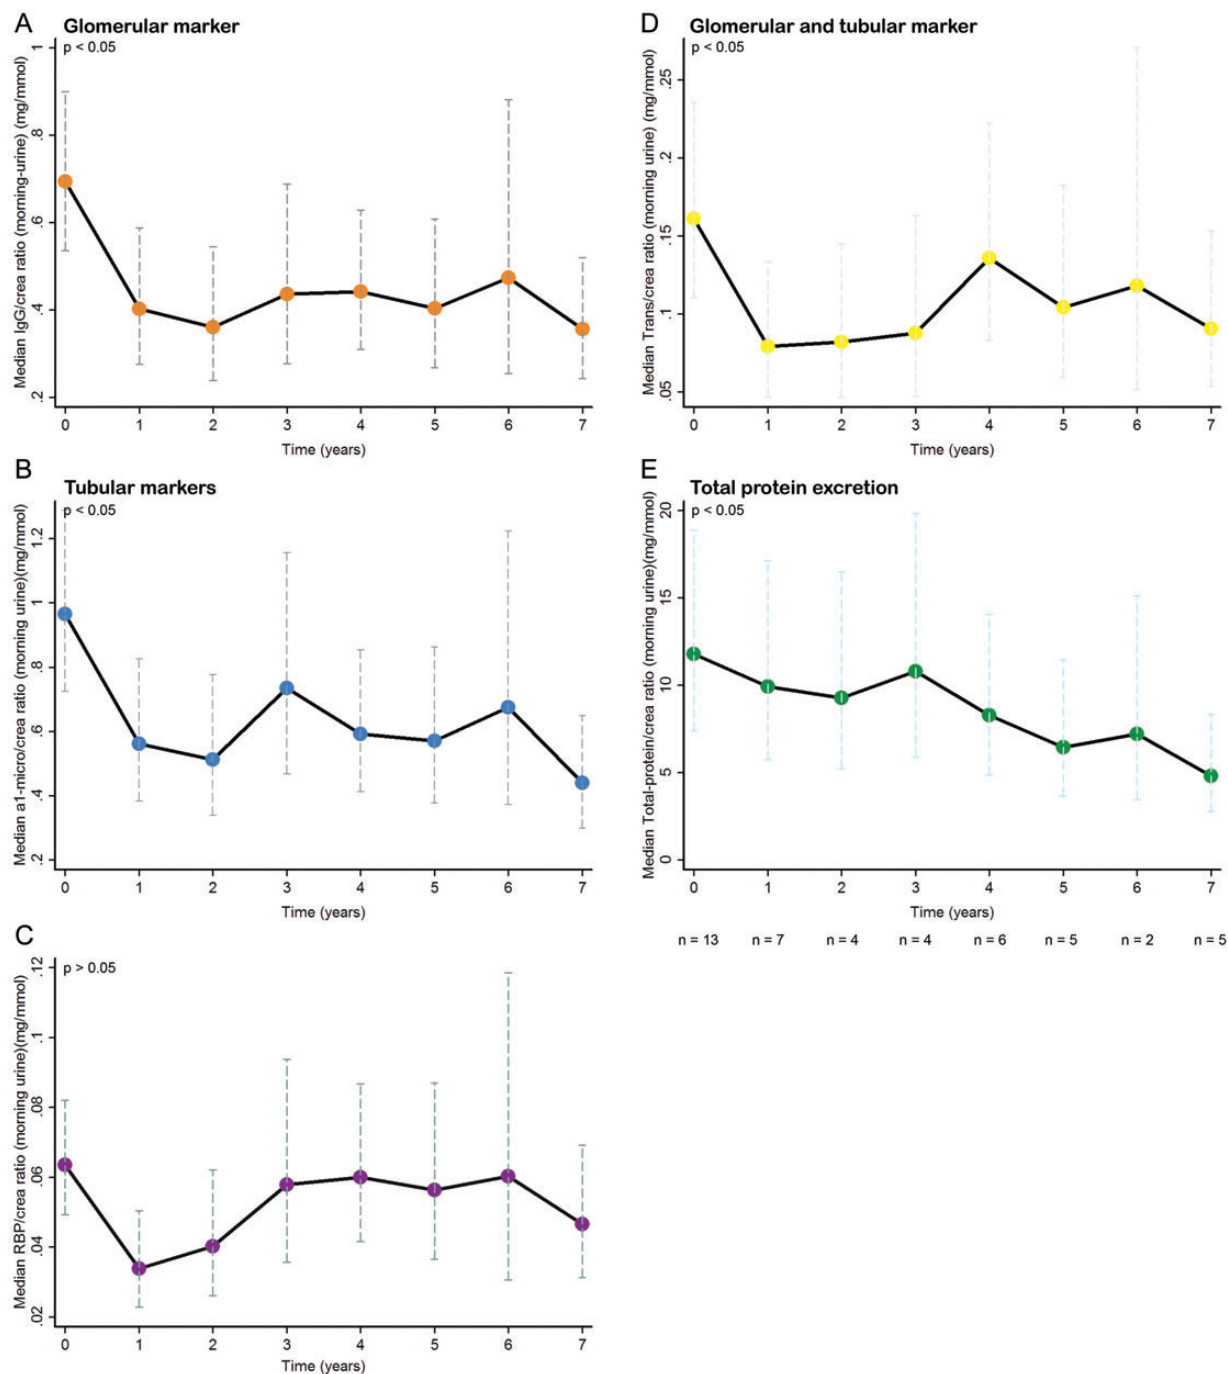 A
Glomerular marker
p < 0.05
Median IgG/crea ratio (morning-urine) (mg/mmol)
1
.8
.6
.4
.2
0 1 2 3 4 5 6 7
Time (years)
B
Tubular markers
p < 0.05
Median a1-micro/crea ratio (morning urine)(mg/mmol)
1.2
1
.8
.6
.4
.2
0 1 2 3 4 5 6 7
Time (years)
C
p > 0.05
Median RBP/crea ratio (morning urine)(mg/mmol)
.12
.1
.08
.06
.04
.02
0 1 2 3 4 5 6 7
Time (years)
D
Glomerular and tubular marker
p < 0.05
Median Trans/crea ratio (morning urine) (mg/mmol)
.25
.2
.15
.1
.05
0 1 2 3 4 5 6 7
Time (years)
E
Total protein excretion
p < 0.05
Median Total-protein/crea ratio (morning urine)(mg/mmol)
20
15
10
5
0
0 1 2 3 4 5 6 7
Time (years)
n = 13 n = 7 n = 4 n = 4 n = 6 n = 5 n = 2 n = 5